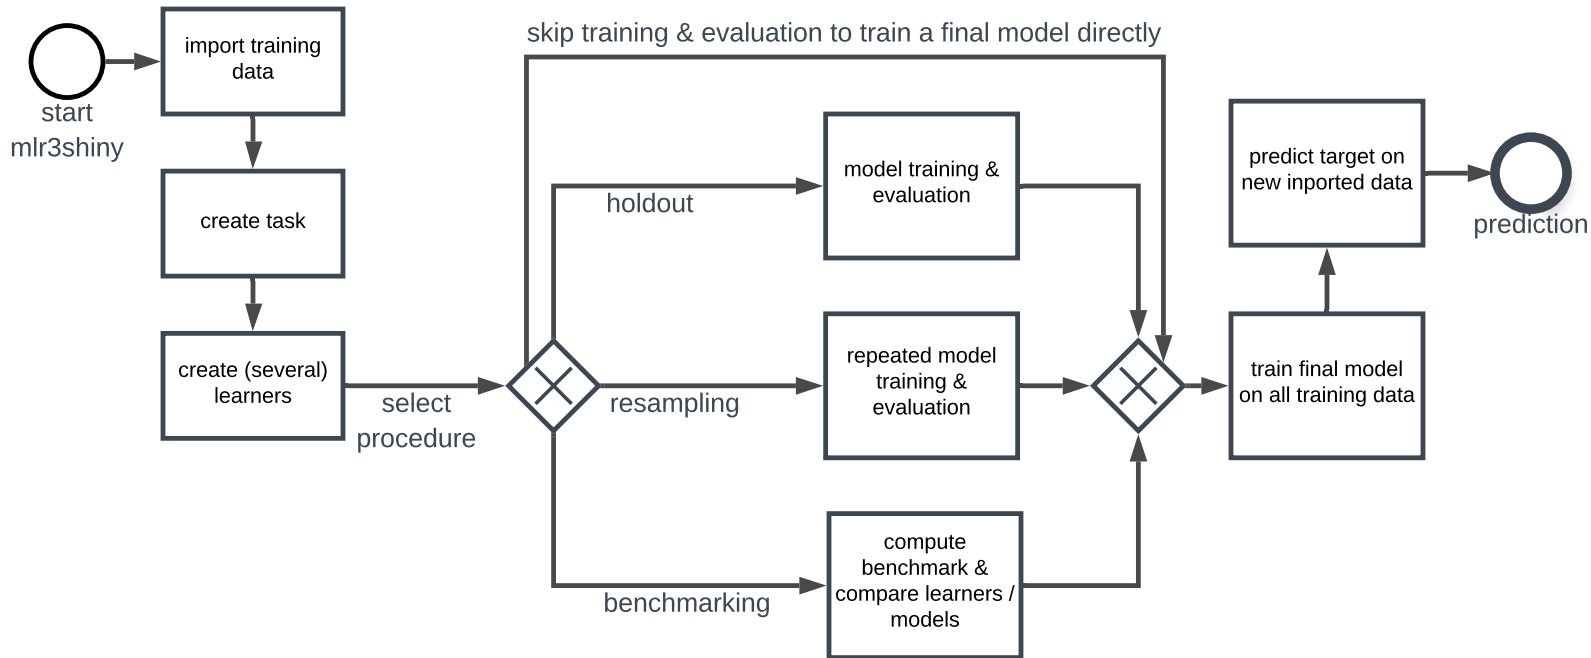 start
mlr3shiny
import training
data
create task
create (several)
learners
select
procedure
skip training & evaluation to train a final model directly
holdout
model training &
evaluation
resampling
repeated model
training &
evaluation
benchmarking
compute
benchmark &
compare learners /
models
train final model
on all training data
predict target on
new inported data
prediction